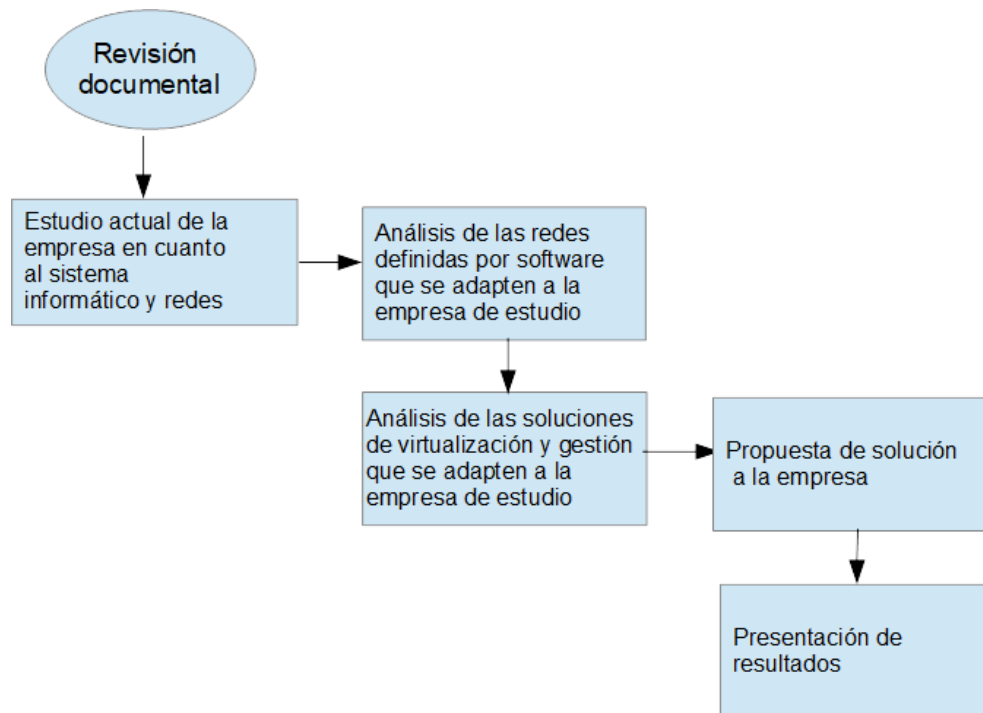 Revisión
documental
Estudio actual de la
empresa en cuanto
al sistema
informático y redes
Análisis de las redes
definidas por software
que se adapten a la
empresa de estudio
Análisis de las soluciones
de virtualización y gestión
que se adapten a la
empresa de estudio
Propuesta de solución
a la empresa
Presentación de
resultados